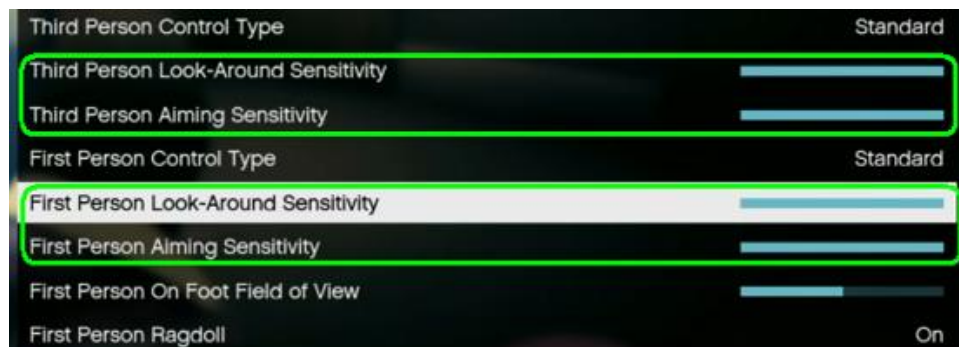 Third Person Control Type Standard
Third Person Look-Around Sensitivity
Third Person Aiming Sensitivity
First Person Control Type Standard
First Person Look-Around Sensitivity
First Person Aiming Sensitivity
First Person On Foot Field of View
First Person Ragdoll On